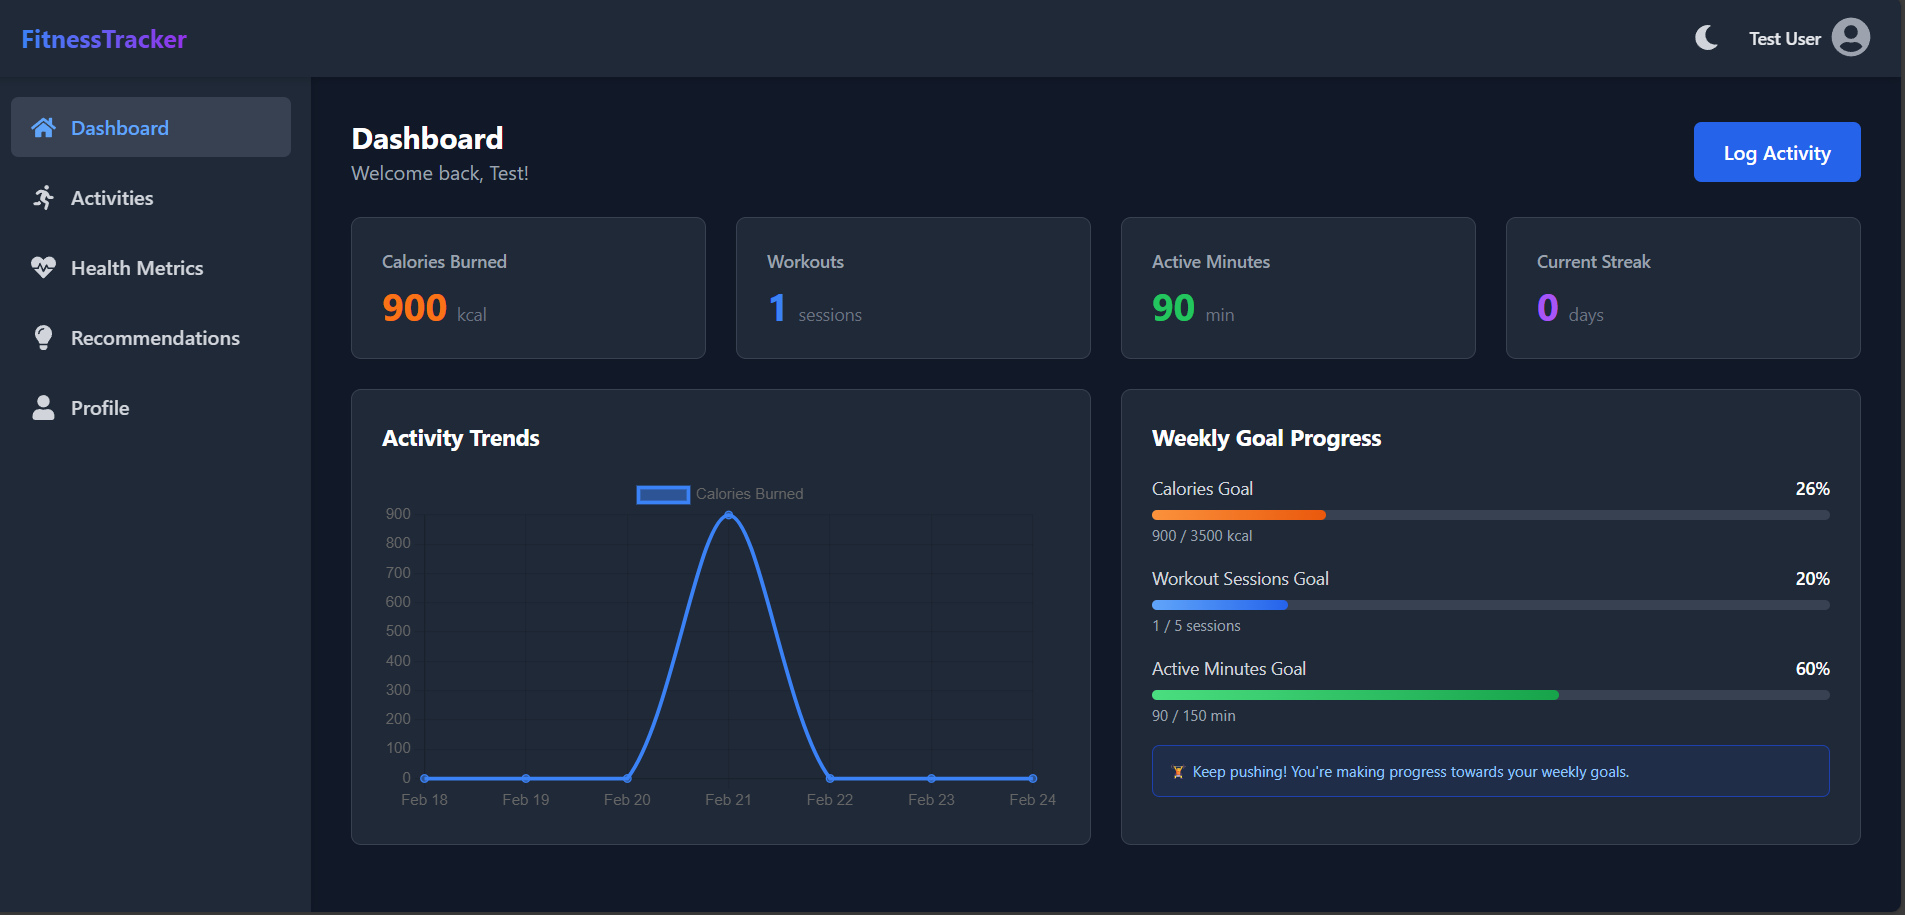 FitnessTracker
Test User
Dashboard
Activities
Health Metrics
Recommendations
Profile
Dashboard
Welcome back, Test!
Log Activity
Calories Burned
900 kcal
Workouts
1 sessions
Active Minutes
90 min
Current Streak
0 days
Activity Trends
Calories Burned
900
800
700
600
500
400
300
200
100
0
Feb 18 Feb 19 Feb 20 Feb 21 Feb 22 Feb 23 Feb 24
Weekly Goal Progress
Calories Goal 26%
900 / 3500 kcal
Workout Sessions Goal 20%
1 / 5 sessions
Active Minutes Goal 60%
90 / 150 min
Keep pushing! You're making progress towards your weekly goals.